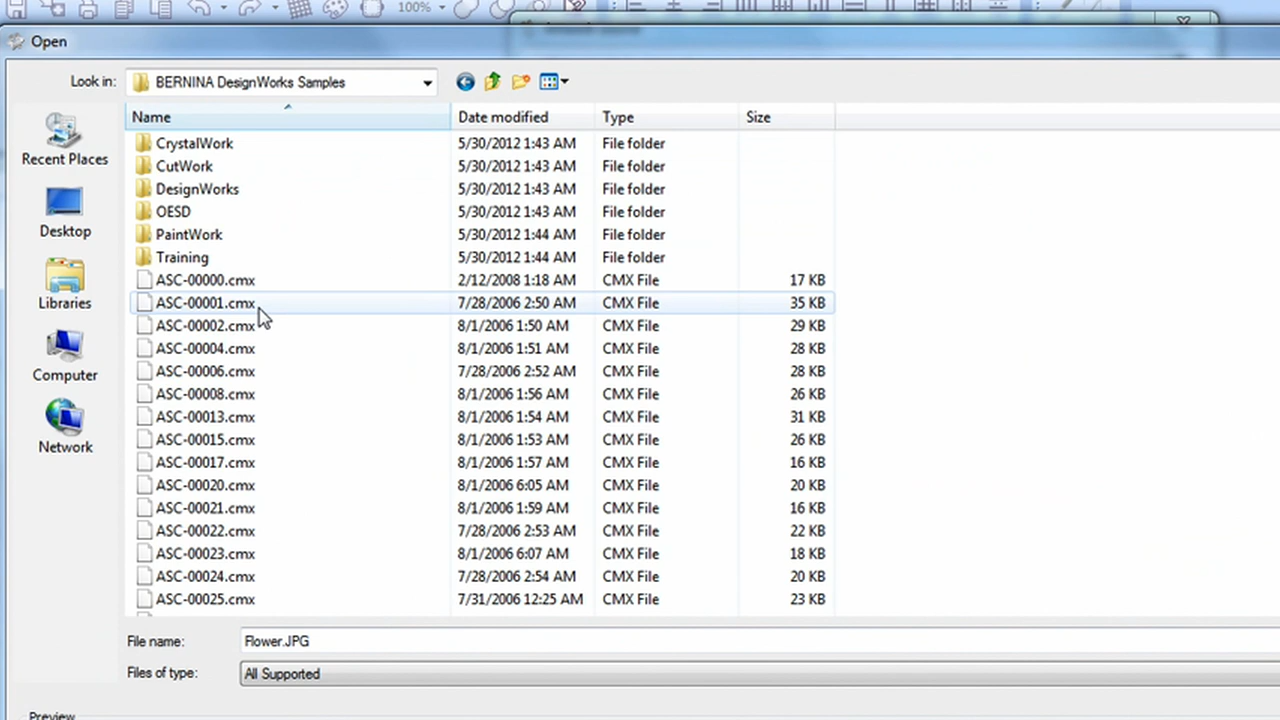 100%
Open
Look in: BERNINA DesignWorks Samples
Name Date modified Type Size
Recent Places
Desktop
Libraries
Computer
Network
CrystalWork 5/30/2012 1:43 AM File folder
CutWork 5/30/2012 1:43 AM File folder
DesignWorks 5/30/2012 1:43 AM File folder
OESD 5/30/2012 1:43 AM File folder
PaintWork 5/30/2012 1:44 AM File folder
Training 5/30/2012 1:44 AM File folder
ASC-00000.cmx 2/12/2008 1:18 AM CMX File 17 KB
ASC-00001.cmx 7/28/2006 2:50 AM CMX File 35 KB
ASC-00002.cmx 8/1/2006 1:50 AM CMX File 29 KB
ASC-00004.cmx 8/1/2006 1:51 AM CMX File 28 KB
ASC-00006.cmx 7/28/2006 2:52 AM CMX File 28 KB
ASC-00008.cmx 8/1/2006 1:56 AM CMX File 26 KB
ASC-00013.cmx 8/1/2006 1:54 AM CMX File 31 KB
ASC-00015.cmx 8/1/2006 1:53 AM CMX File 26 KB
ASC-00017.cmx 8/1/2006 1:57 AM CMX File 16 KB
ASC-00020.cmx 8/1/2006 6:05 AM CMX File 20 KB
ASC-00021.cmx 8/1/2006 1:59 AM CMX File 16 KB
ASC-00022.cmx 7/28/2006 2:53 AM CMX File 22 KB
ASC-00023.cmx 8/1/2006 6:07 AM CMX File 18 KB
ASC-00024.cmx 7/28/2006 2:54 AM CMX File 20 KB
ASC-00025.cmx 7/31/2006 12:25 AM CMX File 23 KB
File name: Flower.JPG
Files of type: All Supported
Preview